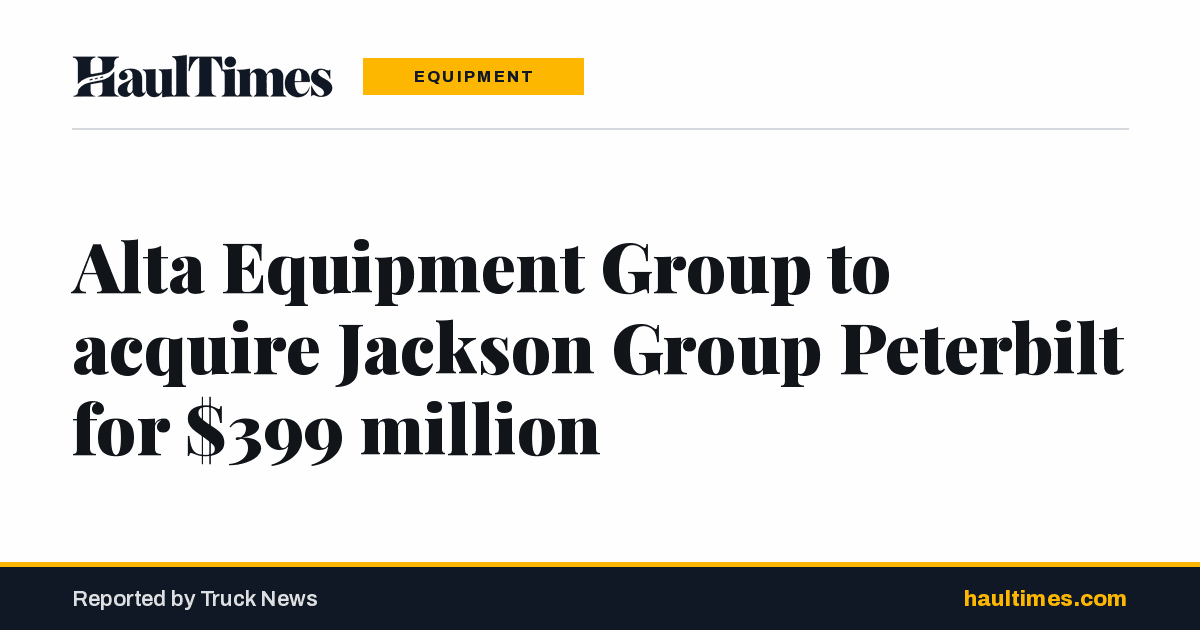 HaulTimes
EQUIPMENT
Alta Equipment Group to
acquire Jackson Group Peterbilt
for $399 million
Reported by Truck News
haultimes.com